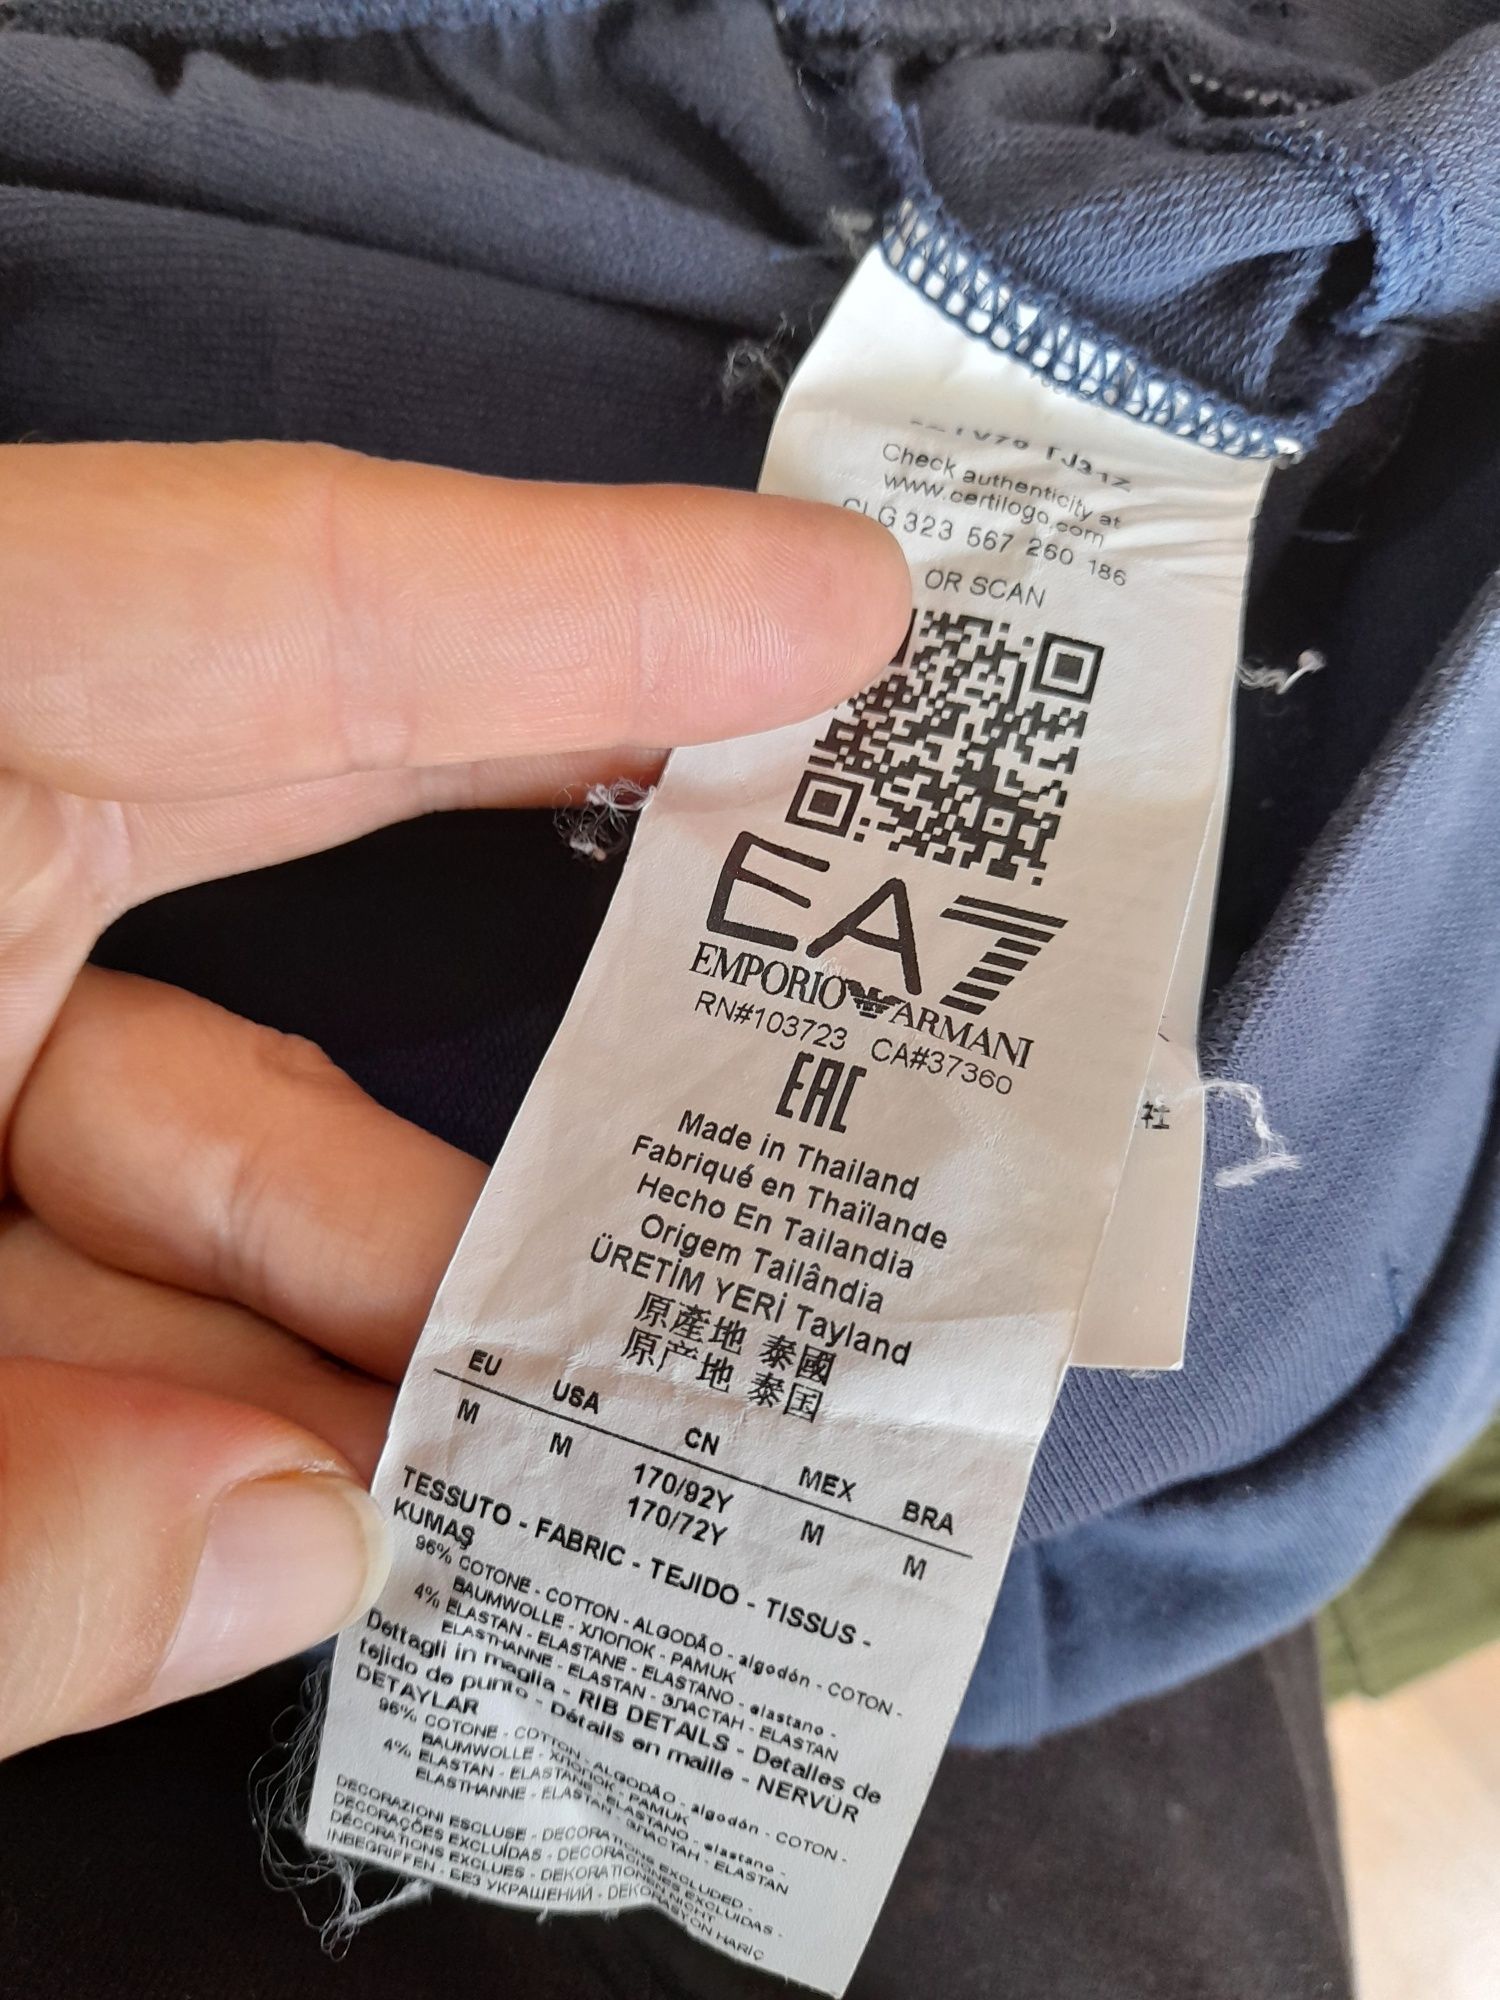 Check authenticity at
www.certilogo.com
CLG 323 567 260 186
OR SCAN
EA7
EMPORIO ARMANI
RN#103723 CA#37360
EAC
Made in Thailand
Fabriqué en Thaïlande
Hecho En Tailandia
Origem Tailândia
ÜRETİM YERİ Tayland
原產地 泰國
原产地 泰国
社
EU USA CN MEX BRA
M M 170/92Y M M
170/72Y
TESSUTO - FABRIC - TEJIDO - TISSUS -
KUMAŞ
96% COTONE - COTTON - ALGODÃO - algodón - COTON -
BAUMWOLLE - ХЛОПОК - PAMUK
4% ELASTAN - ELASTANE - ELASTANO - elastano -
ELASTHANNE - ELASTAN - ЭЛАСТАН - ELASTAN
Dettagli in maglia - RIB DETAILS - Detalles de
tejido de punto - Détails en maille - NERVÜR
DETAYLAR
96% COTONE - COTTON - ALGODÃO - algodón - COTON -
BAUMWOLLE - ХЛОПОК - PAMUK
4% ELASTAN - ELASTANE - ELASTANO - elastano -
ELASTHANNE - ELASTAN - ЭЛАСТАН - ELASTAN
DECORAZIONI ESCLUSE - DECORATIONS EXCLUDED -
DECORAÇÕES EXCLUÍDAS - DECORACIONES EXCLUIDAS -
DÉCORATIONS EXCLUES - DEKORATIONEN NICHT
INBEGRIFFEN - БЕЗ УКРАШЕНИЙ - DEKORASYON HARİÇ